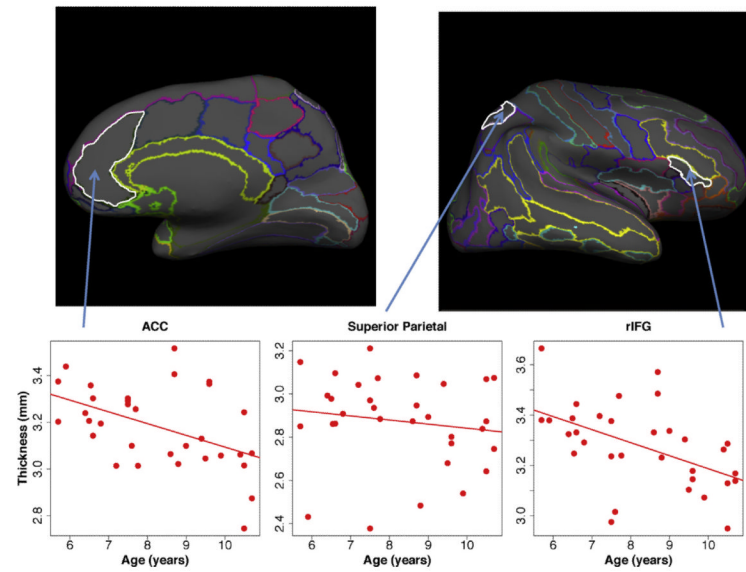 ACC
Superior Parietal
rIFG
Thickness (mm)
3.4
3.2
3.0
2.8
6 7 8 9 10
Age (years)
3.2
3.0
2.8
2.6
2.4
6 7 8 9 10
Age (years)
3.6
3.4
3.2
3.0
6 7 8 9 10
Age (years)